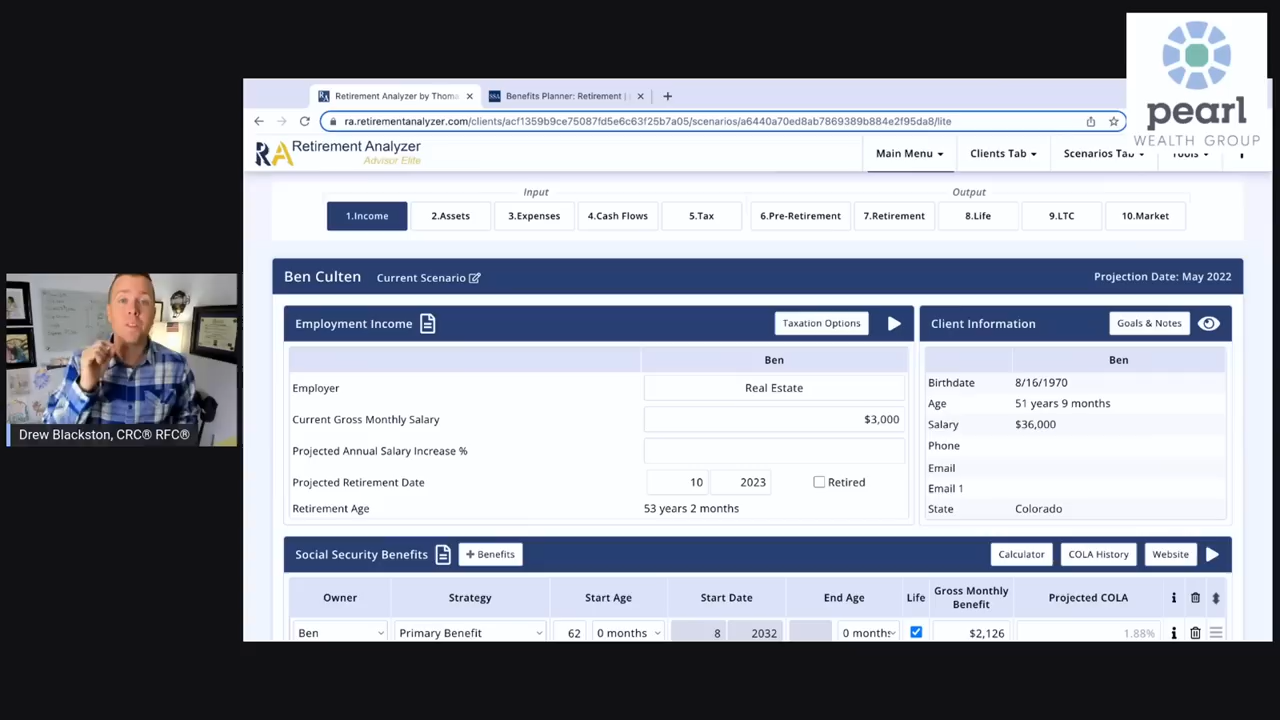 pearl
WEALTH GROUP
Retirement Analyzer by Thoma
Benefits Planner: Retirement |
ra.retirementanalyzer.com/clients/acf1359b9ce75087fd5e6c63f25b7a05/scenarios/a6440a70ed8ab7869389b884e2f95da8/lite
RA Retirement Analyzer
Advisor Elite
Main Menu
Clients Tab
Scenarios Tab
Tools
Input
Output
1.Income
2.Assets
3.Expenses
4.Cash Flows
5.Tax
6.Pre-Retirement
7.Retirement
8.Life
9.LTC
10.Market
Ben Culten Current Scenario
Projection Date: May 2022
Employment Income
Taxation Options
Ben
Employer Real Estate
Current Gross Monthly Salary $3,000
Projected Annual Salary Increase %
Projected Retirement Date 10 2023 Retired
Retirement Age 53 years 2 months
Client Information
Goals & Notes
Ben
Birthdate 8/16/1970
Age 51 years 9 months
Salary $36,000
Phone
Email
Email 1
State Colorado
Social Security Benefits
+ Benefits
Calculator
COLA History
Website
Owner Strategy Start Age Start Date End Age Life Gross Monthly Benefit Projected COLA
Ben Primary Benefit 62 0 months 8 2032 0 months $2,126 1.88%
Drew Blackston, CRC® RFC®